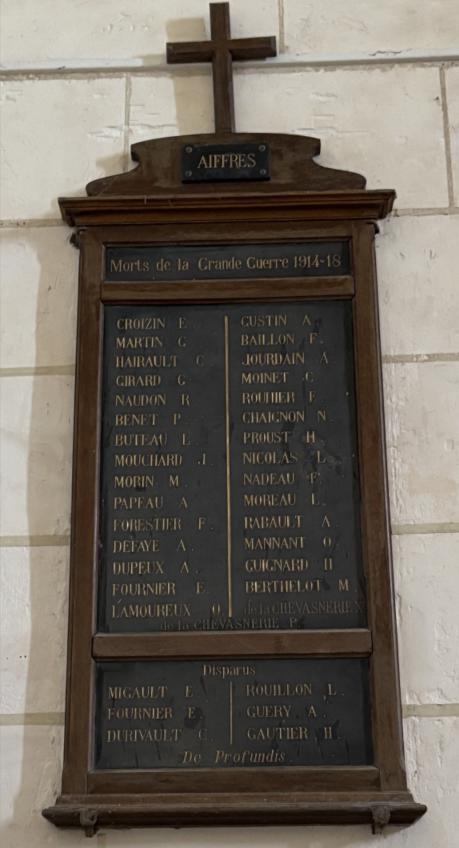 AIFFRES
Morts de la Grande Guerre 1914-18
CROIZIN E.
MARTIN G
HAIRAULT C
GIRARD G
NAUDON R
BENET P.
BUTEAU L.
MOUCHARD J.
MORIN M.
PAPEAU A
FORESTIER F.
DEFAYE A.
DUPEUX A.
FOURNIER E.
LAMOUREUX O.
GUSTIN A.
BAILLON F.
JOURDAIN A
MOINET C
ROUHIER F.
CHAIGNON N.
PROUST H
NICOLAS L
NADEAU F.
MOREAU L.
RABAULT A.
MANNANT O.
GUIGNARD H
BERTHELOT M.
de la CHEVASNERIE X
de la CHEVASNERIE P.
Disparus
MIGAULT E.
FOURNIER E.
DURIVAULT C.
ROUILLON L.
GUERY A.
GAUTIER H.
De Profundis